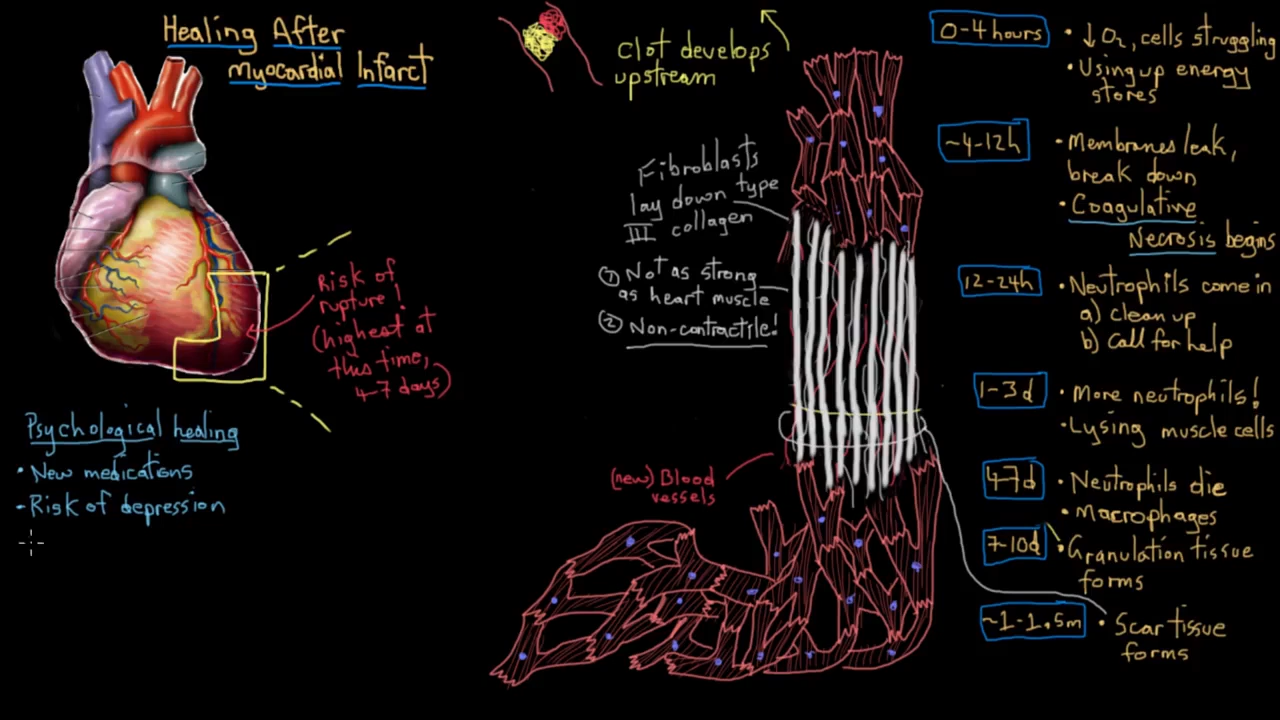 Healing After
Myocardial Infarct
Clot develops
upstream
Fibroblasts
lay down type
III collagen
① Not as strong
as heart muscle
② Non-contractile!
Risk of
rupture!
(highest at
this time,
4-7 days)
Psychological healing
• New medications
• Risk of depression
(new) Blood
vessels
0-4 hours
• ↓ O₂, cells struggling
• Using up energy
stores
~4-12h
• Membranes leak,
break down
• Coagulative
Necrosis begins
12-24h
• Neutrophils come in
a) clean up
b) Call for help
1-3d
• More neutrophils!
• Lysing muscle cells
4-7d
• Neutrophils die
• Macrophages
7-10d
• Granulation tissue
forms
~1-1.5m
• Scar tissue
forms